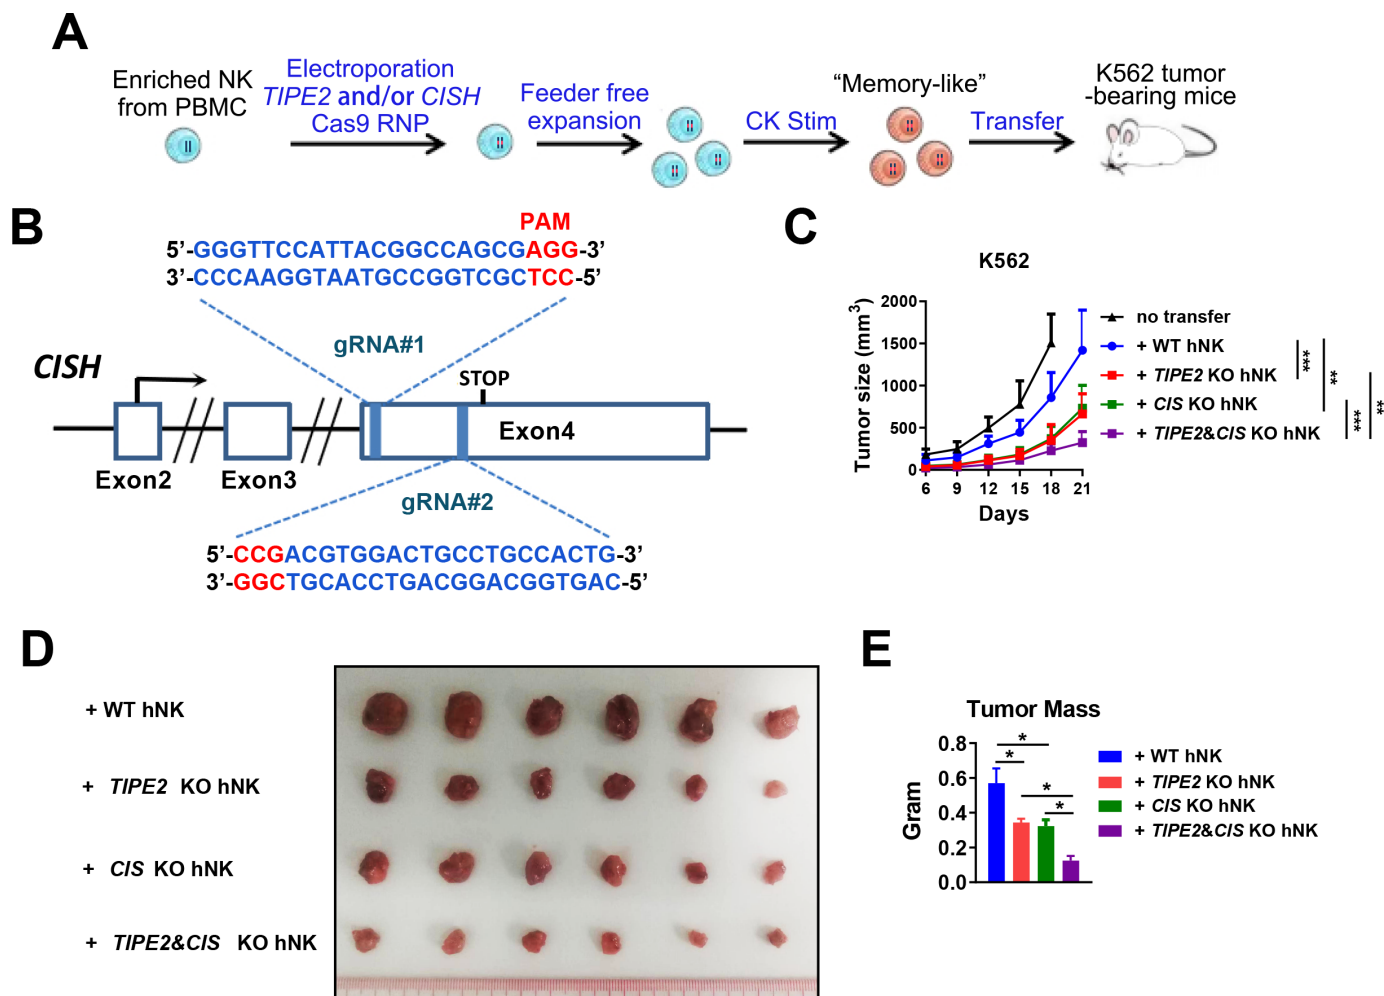 A
Enriched NK
from PBMC
Electroporation
TIPE2 and/or CISH
Cas9 RNP
Feeder free
expansion
CK Stim
“Memory-like”
Transfer
K562 tumor
-bearing mice
B
PAM
5’-GGGTTCCATTACGGCCAGCGAGG-3’
3’-CCCAAGGTAATGCCGGTCGCTCC-5’
gRNA#1
CISH
STOP
Exon4
Exon2
Exon3
gRNA#2
5’-CCGACGTGGACTGCCTGCCACTG-3’
3’-GGCTGCACCTGACGGACGGTGAC-5’
C
K562
Tumor size (mm3)
2000
1500
1000
500
0
6 9 12 15 18 21
Days
no transfer
+ WT hNK
+ TIPE2 KO hNK
+ CIS KO hNK
+ TIPE2&CIS KO hNK
***
**
***
**
D
+ WT hNK
+ TIPE2 KO hNK
+ CIS KO hNK
+ TIPE2&CIS KO hNK
E
Tumor Mass
Gram
0.8
0.6
0.4
0.2
0.0
*
*
*
*
+ WT hNK
+ TIPE2 KO hNK
+ CIS KO hNK
+ TIPE2&CIS KO hNK